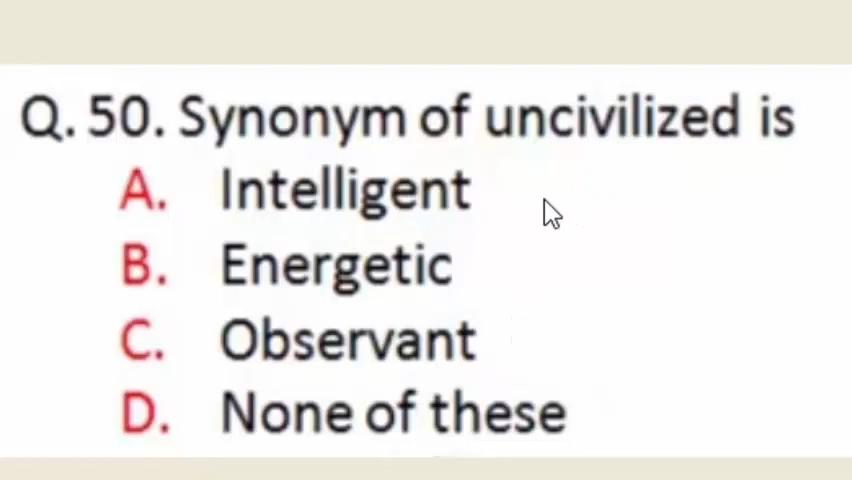 Q. 50. Synonym of uncivilized is
A. Intelligent
B. Energetic
C. Observant
D. None of these